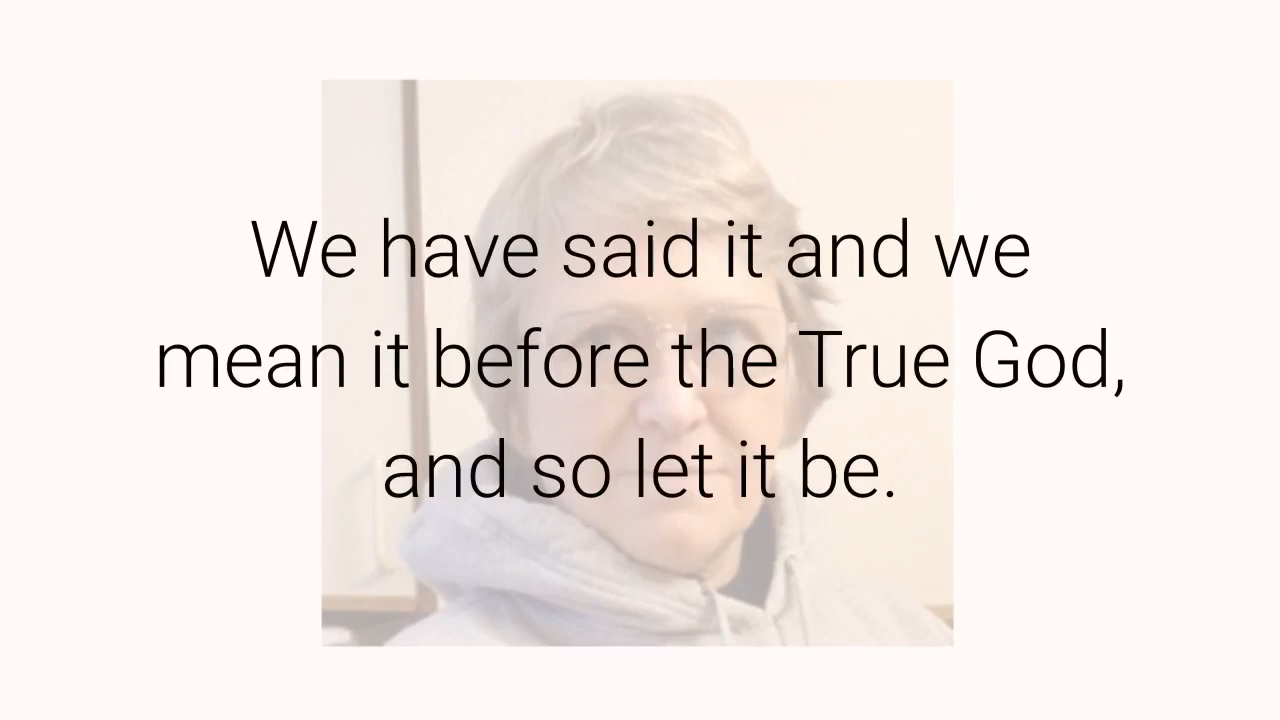 We have said it and we
mean it before the True God,
and so let it be.